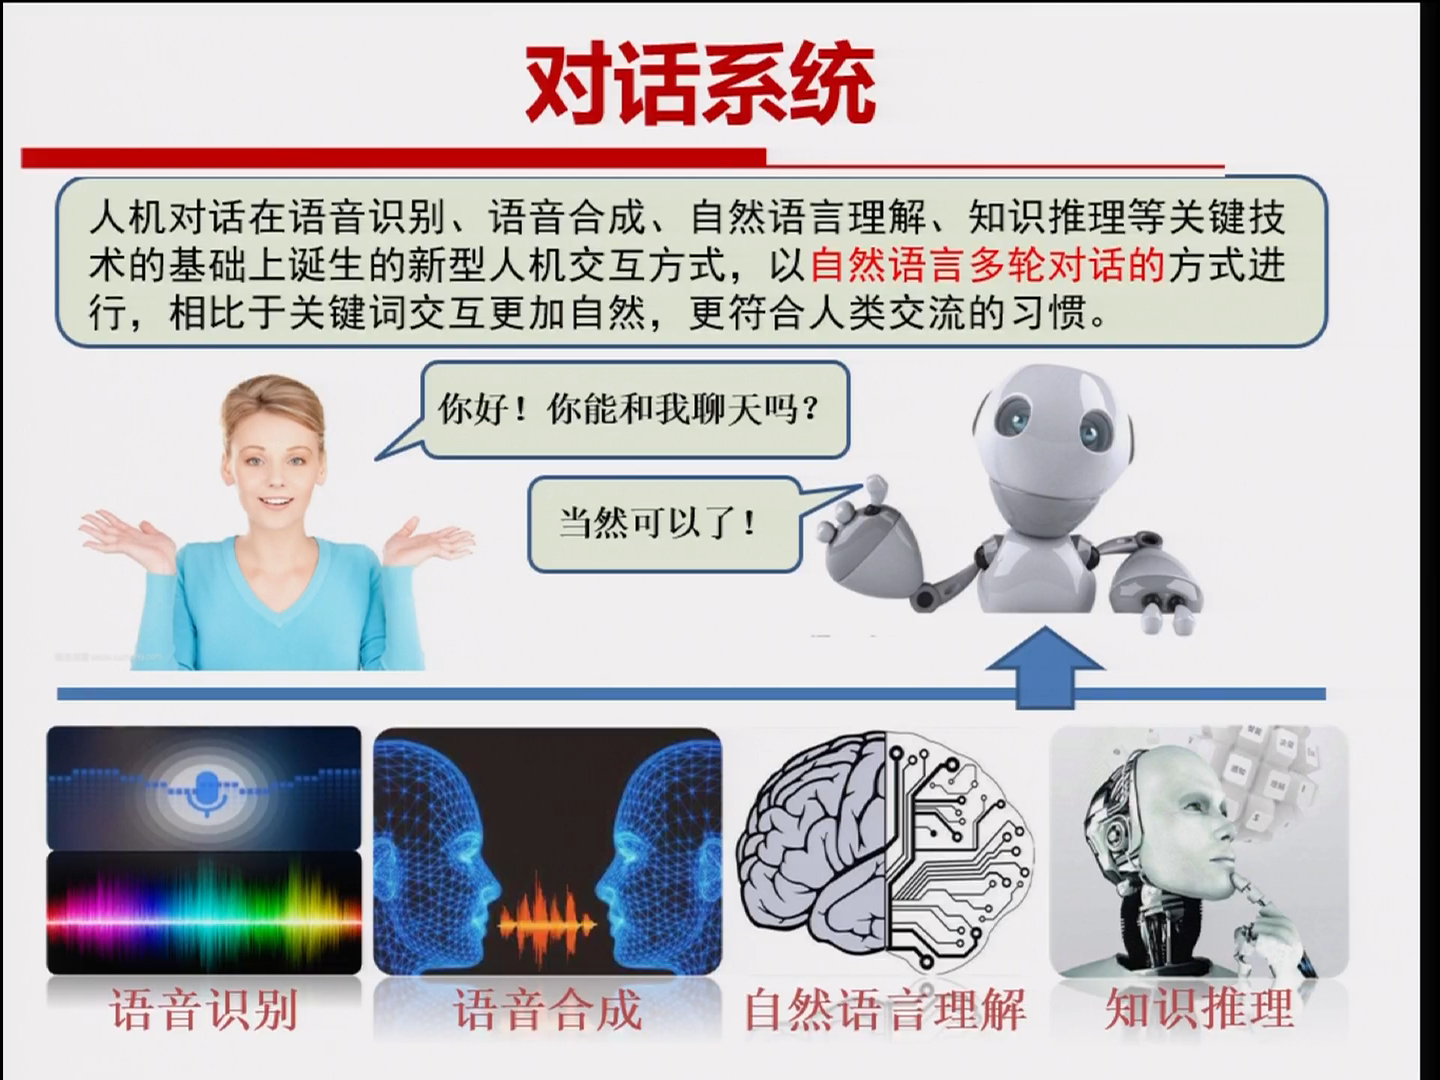 对话系统
人机对话在语音识别、语音合成、自然语言理解、知识推理等关键技
术的基础上诞生的新型人机交互方式，以自然语言多轮对话的方式进
行，相比于关键词交互更加自然，更符合人类交流的习惯。
你好！你能和我聊天吗？
当然可以了！
语音识别
语音合成
自然语言理解
知识推理